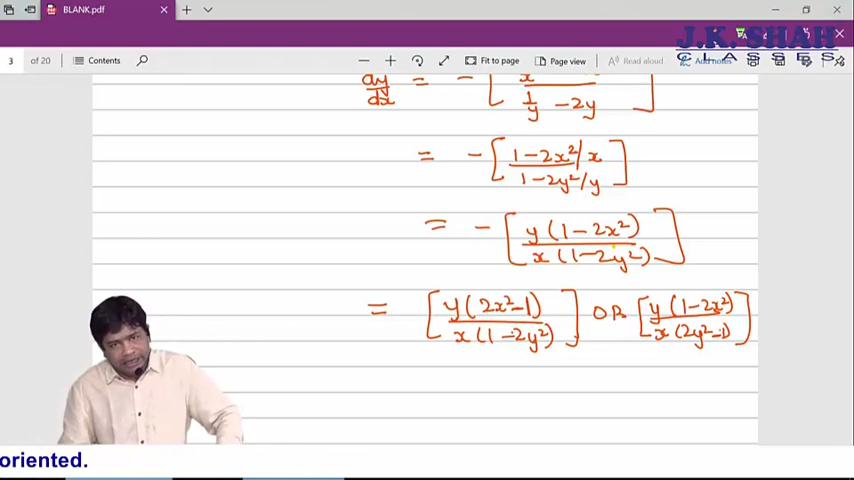 BLANK.pdf
J.K. SHAH
CLASSES
3 of 20 Contents Fit to page Page view Read aloud Add notes
dy/dx = - [ x / (1/y - 2y) ]
= - [ 1-2x²/x / 1-2y²/y ]
= - [ y(1-2x²) / x(1-2y²) ]
= [ y(2x²-1) / x(1-2y²) ] OR [ y(1-2x²) / x(2y²-1) ]
oriented.